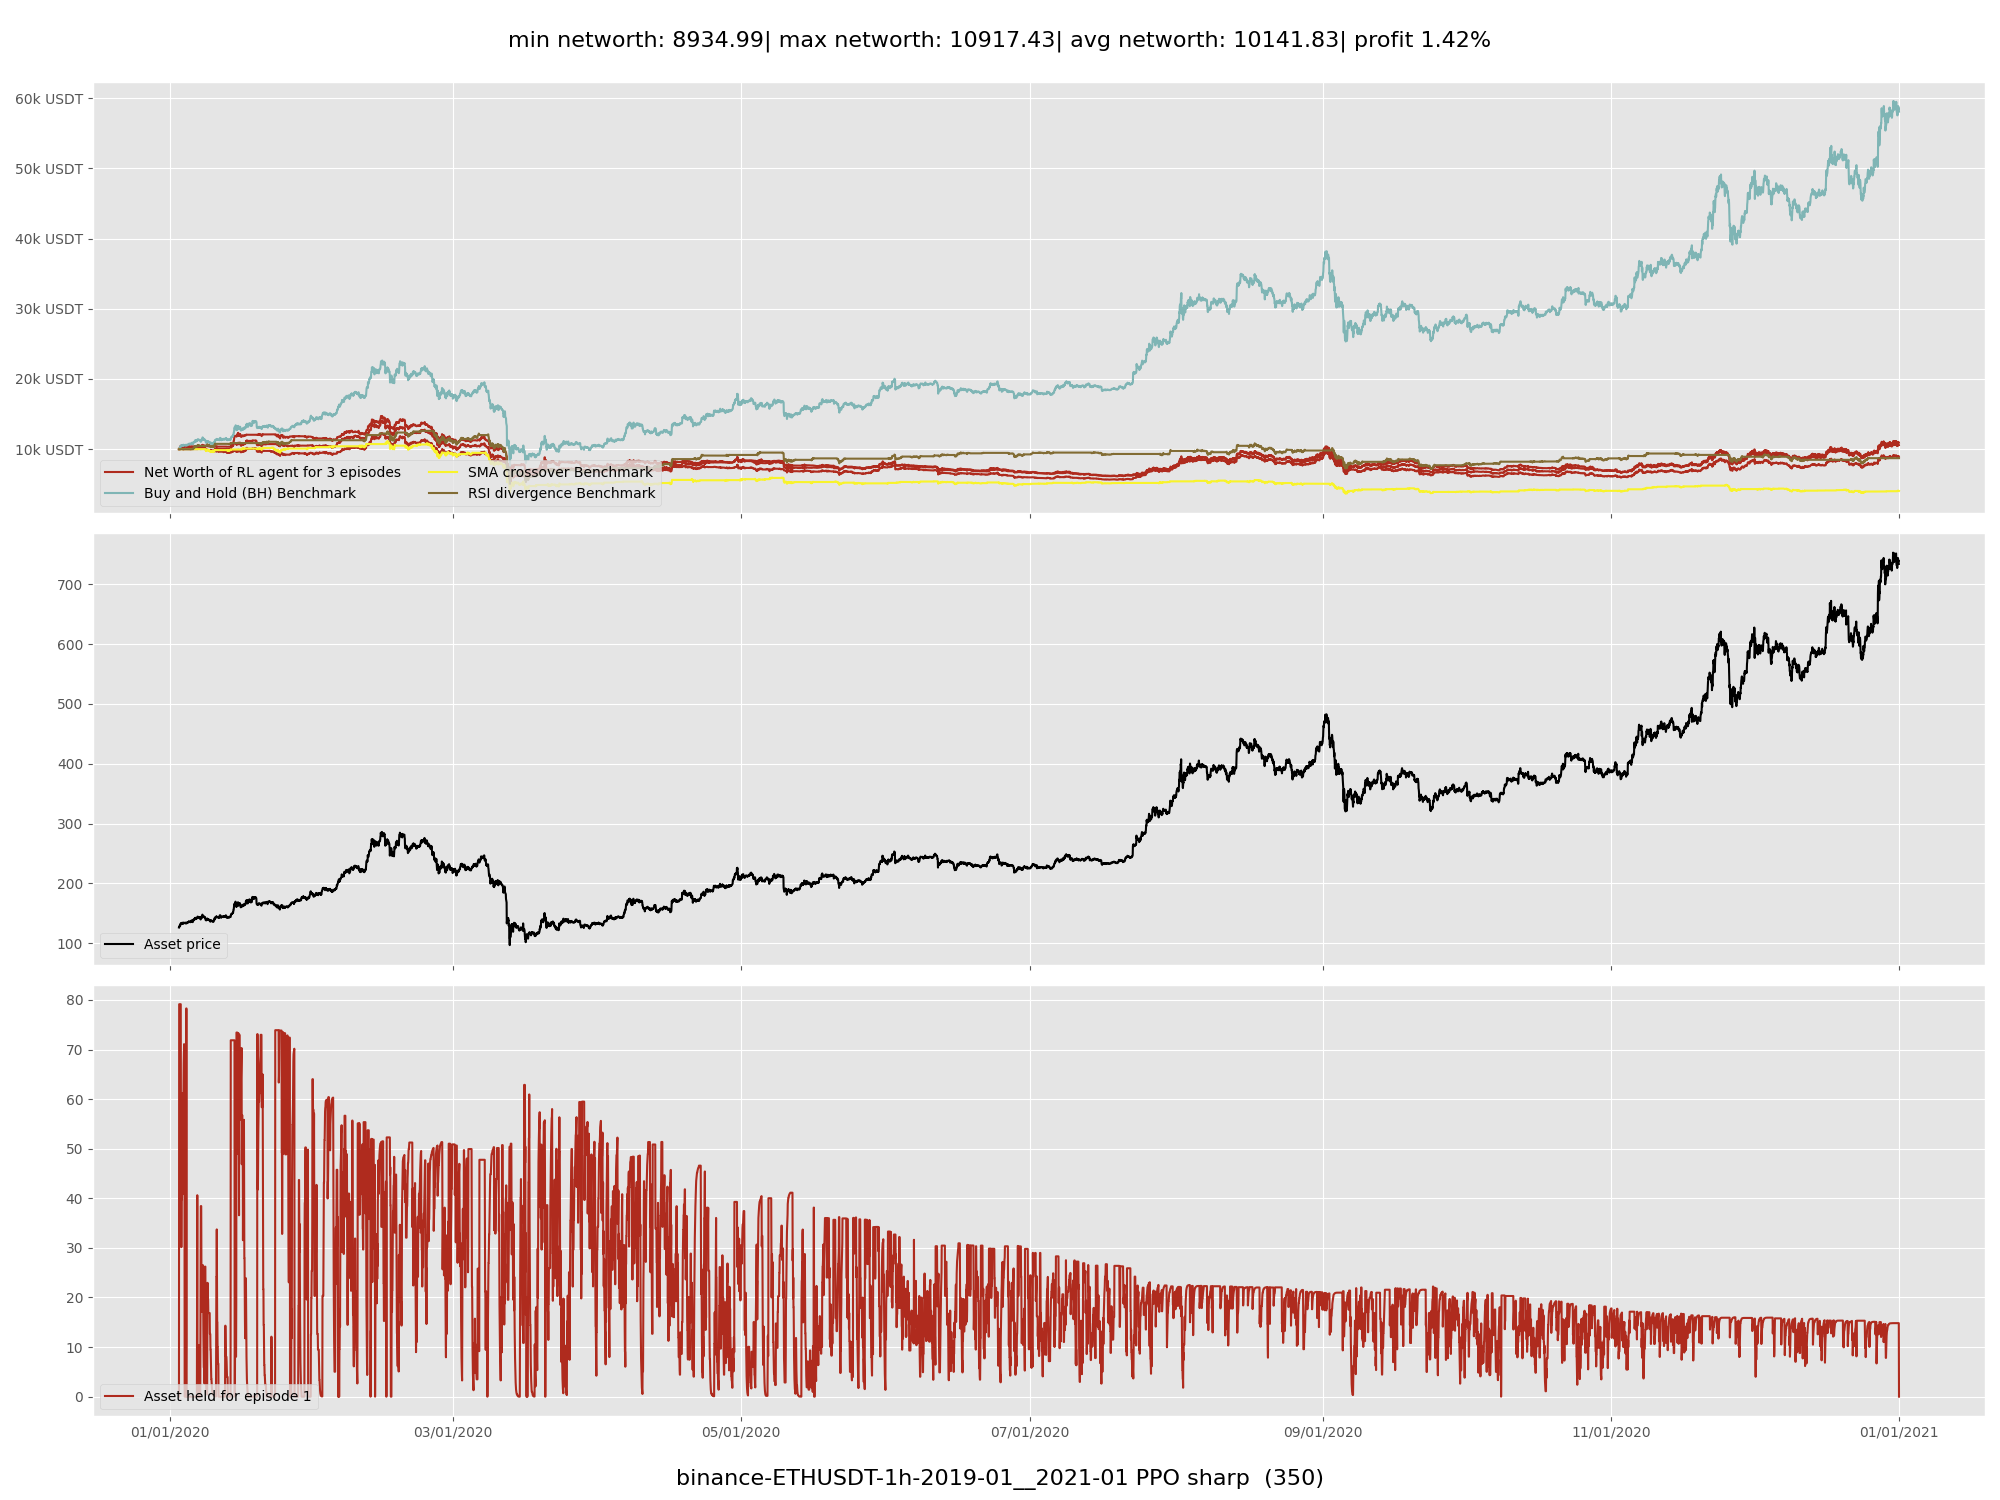 min networth: 8934.99| max networth: 10917.43| avg networth: 10141.83| profit 1.42%
60k USDT
50k USDT
40k USDT
30k USDT
20k USDT
10k USDT
Net Worth of RL agent for 3 episodes
Buy and Hold (BH) Benchmark
SMA crossover Benchmark
RSI divergence Benchmark
700
600
500
400
300
200
100
Asset price
80
70
60
50
40
30
20
10
0
Asset held for episode 1
01/01/2020 03/01/2020 05/01/2020 07/01/2020 09/01/2020 11/01/2020 01/01/2021
binance-ETHUSDT-1h-2019-01__2021-01 PPO sharp (350)